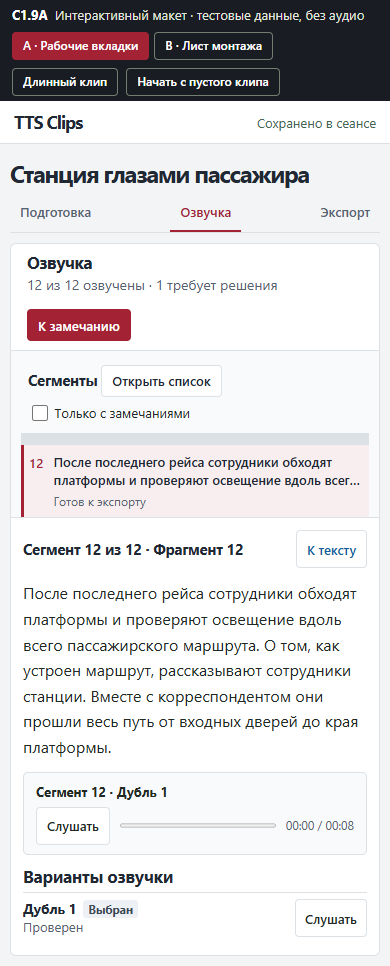 C1.9A Интерактивный макет · тестовые данные, без аудио
A · Рабочие вкладки
B · Лист монтажа
Длинный клип
Начать с пустого клипа
TTS Clips
Сохранено в сеансе
Станция глазами пассажира
Подготовка
Озвучка
Экспорт
Озвучка
12 из 12 озвучены · 1 требует решения
К замечанию
Сегменты
Открыть список
Только с замечаниями
12
После последнего рейса сотрудники обходят
платформы и проверяют освещение вдоль всег...
Готов к экспорту
Сегмент 12 из 12 · Фрагмент 12
К тексту
После последнего рейса сотрудники обходят
платформы и проверяют освещение вдоль
всего пассажирского маршрута. О том, как
устроен маршрут, рассказывают сотрудники
станции. Вместе с корреспондентом они
прошли весь путь от входных дверей до края
платформы.
Сегмент 12 · Дубль 1
Слушать
00:00 / 00:08
Варианты озвучки
Дубль 1
Выбран
Проверен
Слушать